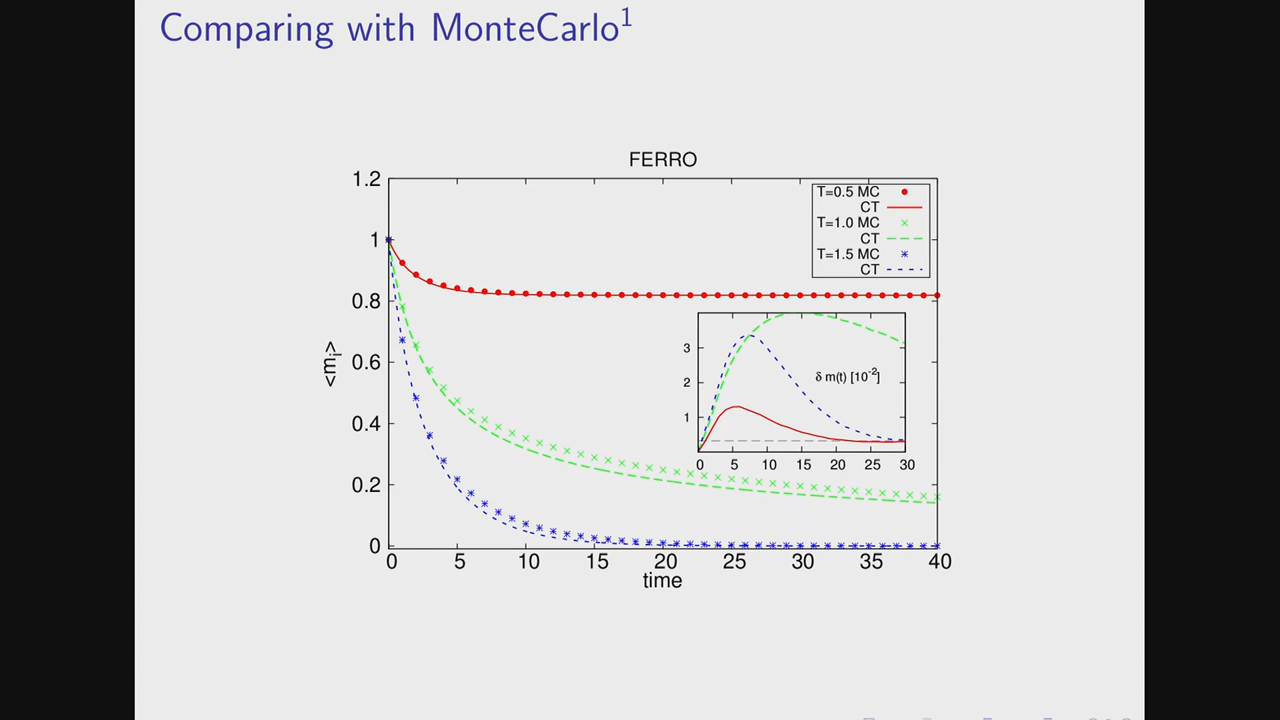 Comparing with MonteCarlo¹
FERRO
1.2
1
0.8
0.6
0.4
0.2
0
<mᵢ>
T=0.5 MC
CT
T=1.0 MC
CT
T=1.5 MC
CT
3
2
1
δ m(t) [10⁻²]
0 5 10 15 20 25 30
0 5 10 15 20 25 30 35 40
time